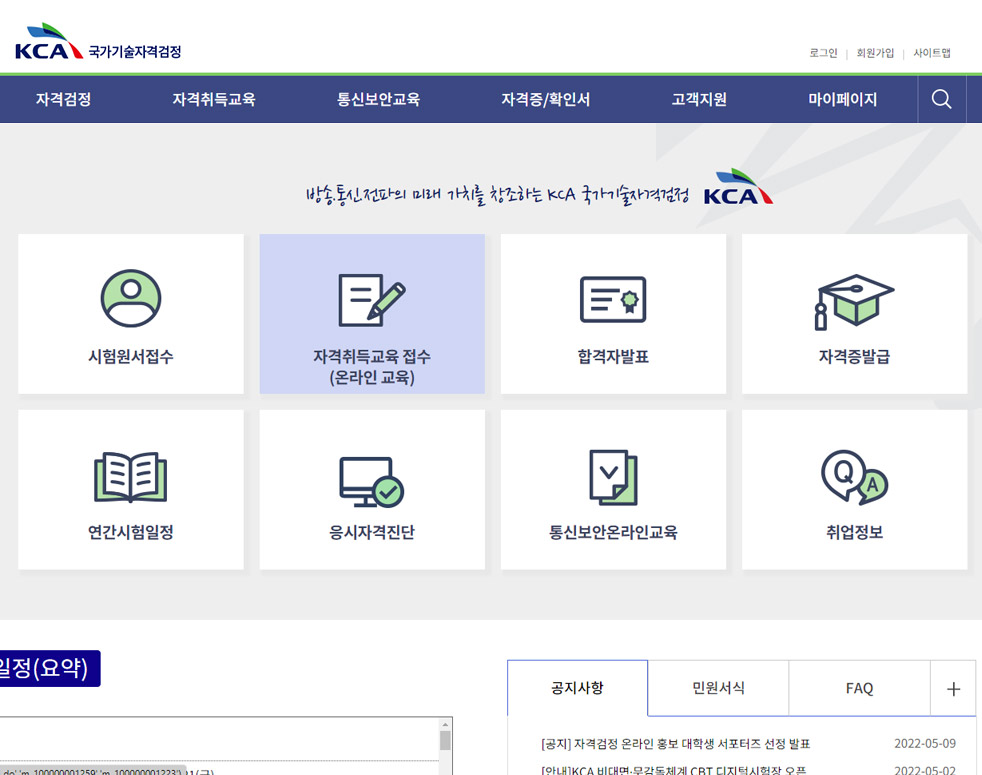 KCA 국가기술자격검정
로그인 | 회원가입 | 사이트맵
자격검정 자격취득교육 통신보안교육 자격증/확인서 고객지원 마이페이지
방송.통신.전파의 미래 가치를 창조하는 KCA 국가기술자격검정 KCA
시험원서접수
자격취득교육 접수
(온라인 교육)
합격자발표
자격증발급
연간시험일정
응시자격진단
통신보안온라인교육
Q A
취업정보
일정(요약)
공지사항 민원서식 FAQ +
[공지] 자격검정 온라인 홍보 대학생 서포터즈 선정 발표 2022-05-09
[안내]KCA 비대면·무감독체계 CBT 디지털시험장 오픈 2022-05-02
do' 'm_100000001259' 'm_100000001223')